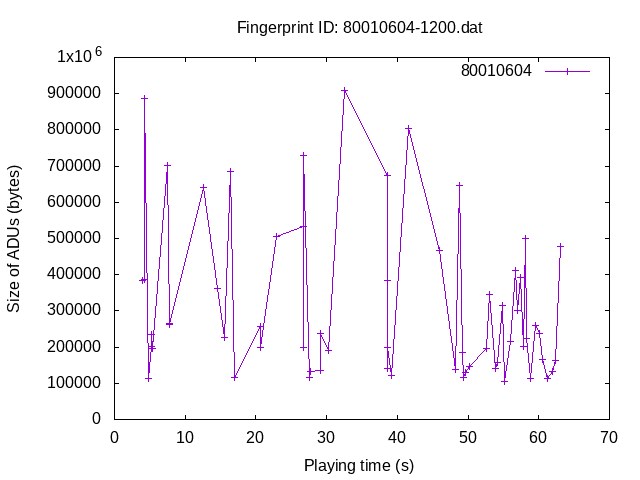 Fingerprint ID: 80010604-1200.dat
1x10^6
80010604
900000
800000
700000
600000
500000
400000
300000
200000
100000
0
Size of ADUs (bytes)
0 10 20 30 40 50 60 70
Playing time (s)